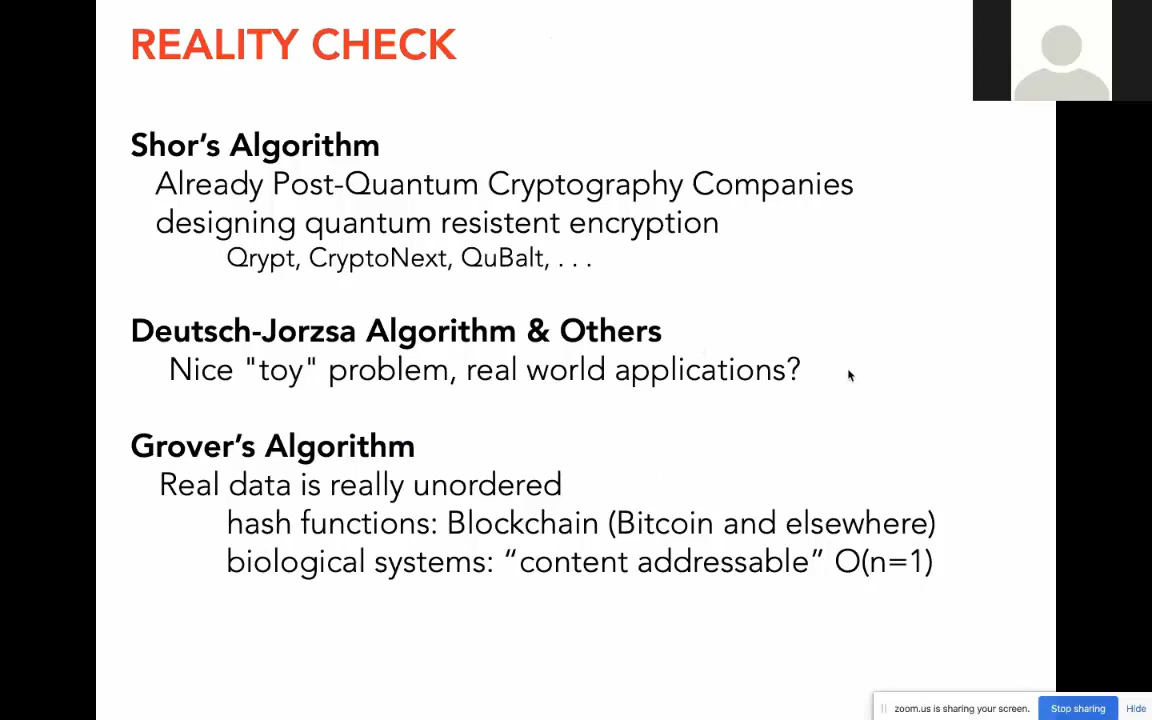 REALITY CHECK
Shor's Algorithm
Already Post-Quantum Cryptography Companies
designing quantum resistent encryption
Qrypt, CryptoNext, QuBalt, . . .
Deutsch-Jorzsa Algorithm & Others
Nice "toy" problem, real world applications?
Grover's Algorithm
Real data is really unordered
hash functions: Blockchain (Bitcoin and elsewhere)
biological systems: “content addressable” O(n=1)
zoom.us is sharing your screen.
Stop sharing
Hide